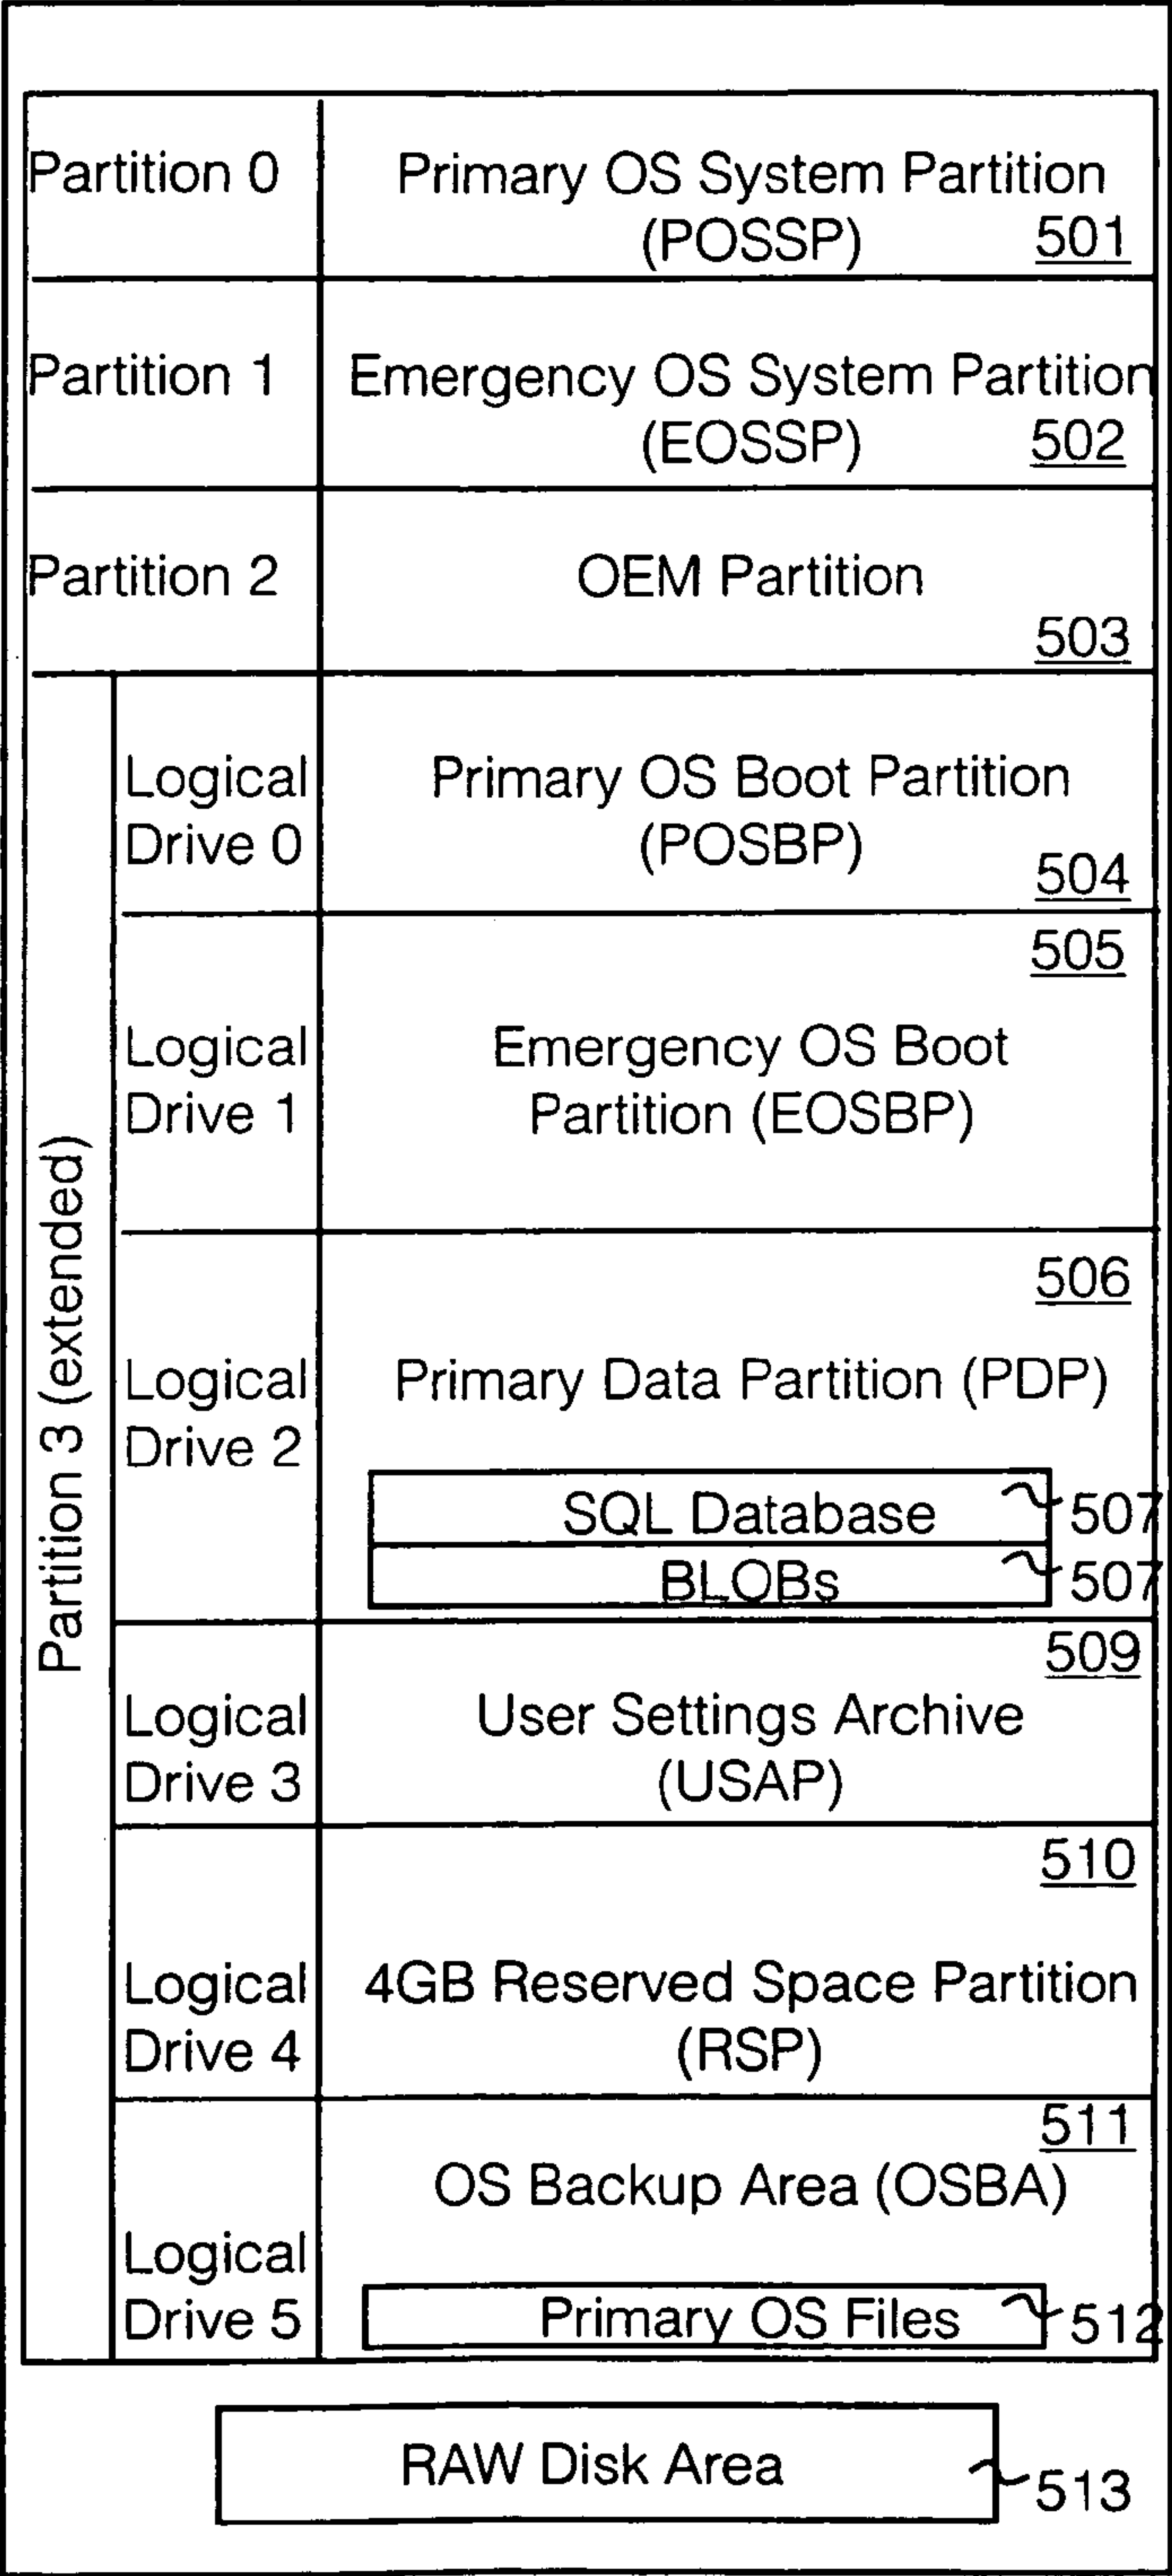 Partition 0
Primary OS System Partition
(POSSP)
501
Partition 1
Emergency OS System Partition
(EOSSP)
502
Partition 2
OEM Partition
503
Partition 3 (extended)
Logical
Drive 0
Primary OS Boot Partition
(POSBP)
504
Logical
Drive 1
505
Emergency OS Boot
Partition (EOSBP)
Logical
Drive 2
506
Primary Data Partition (PDP)
SQL Database
507
BLOBs
507
Logical
Drive 3
509
User Settings Archive
(USAP)
Logical
Drive 4
510
4GB Reserved Space Partition
(RSP)
Logical
Drive 5
511
OS Backup Area (OSBA)
Primary OS Files
512
RAW Disk Area
513